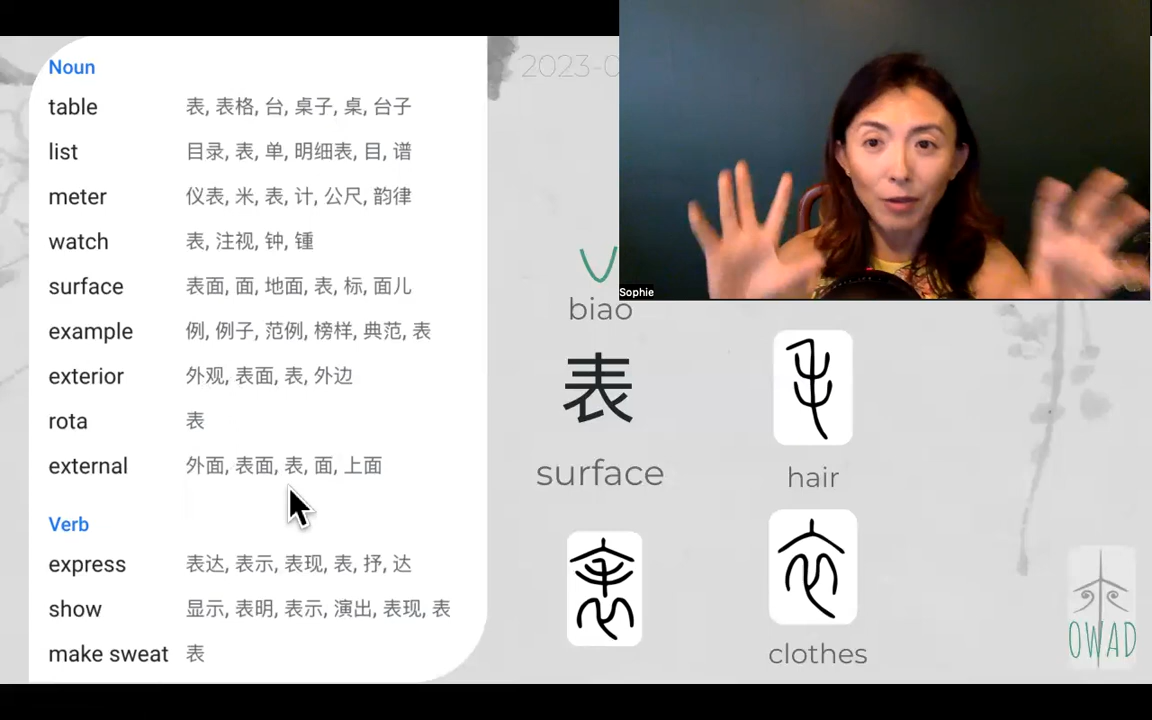 Noun
table 表, 表格, 台, 桌子, 桌, 台子
list 目录, 表, 单, 明细表, 目, 谱
meter 仪表, 米, 表, 计, 公尺, 韵律
watch 表, 注视, 钟, 锺
surface 表面, 面, 地面, 表, 标, 面儿
example 例, 例子, 范例, 榜样, 典范, 表
exterior 外观, 表面, 表, 外边
rota 表
external 外面, 表面, 表, 面, 上面
Verb
express 表达, 表示, 表现, 表, 抒, 达
show 显示, 表明, 表示, 演出, 表现, 表
make sweat 表
2023-0
Sophie
biao
表
surface
hair
clothes
OWAD